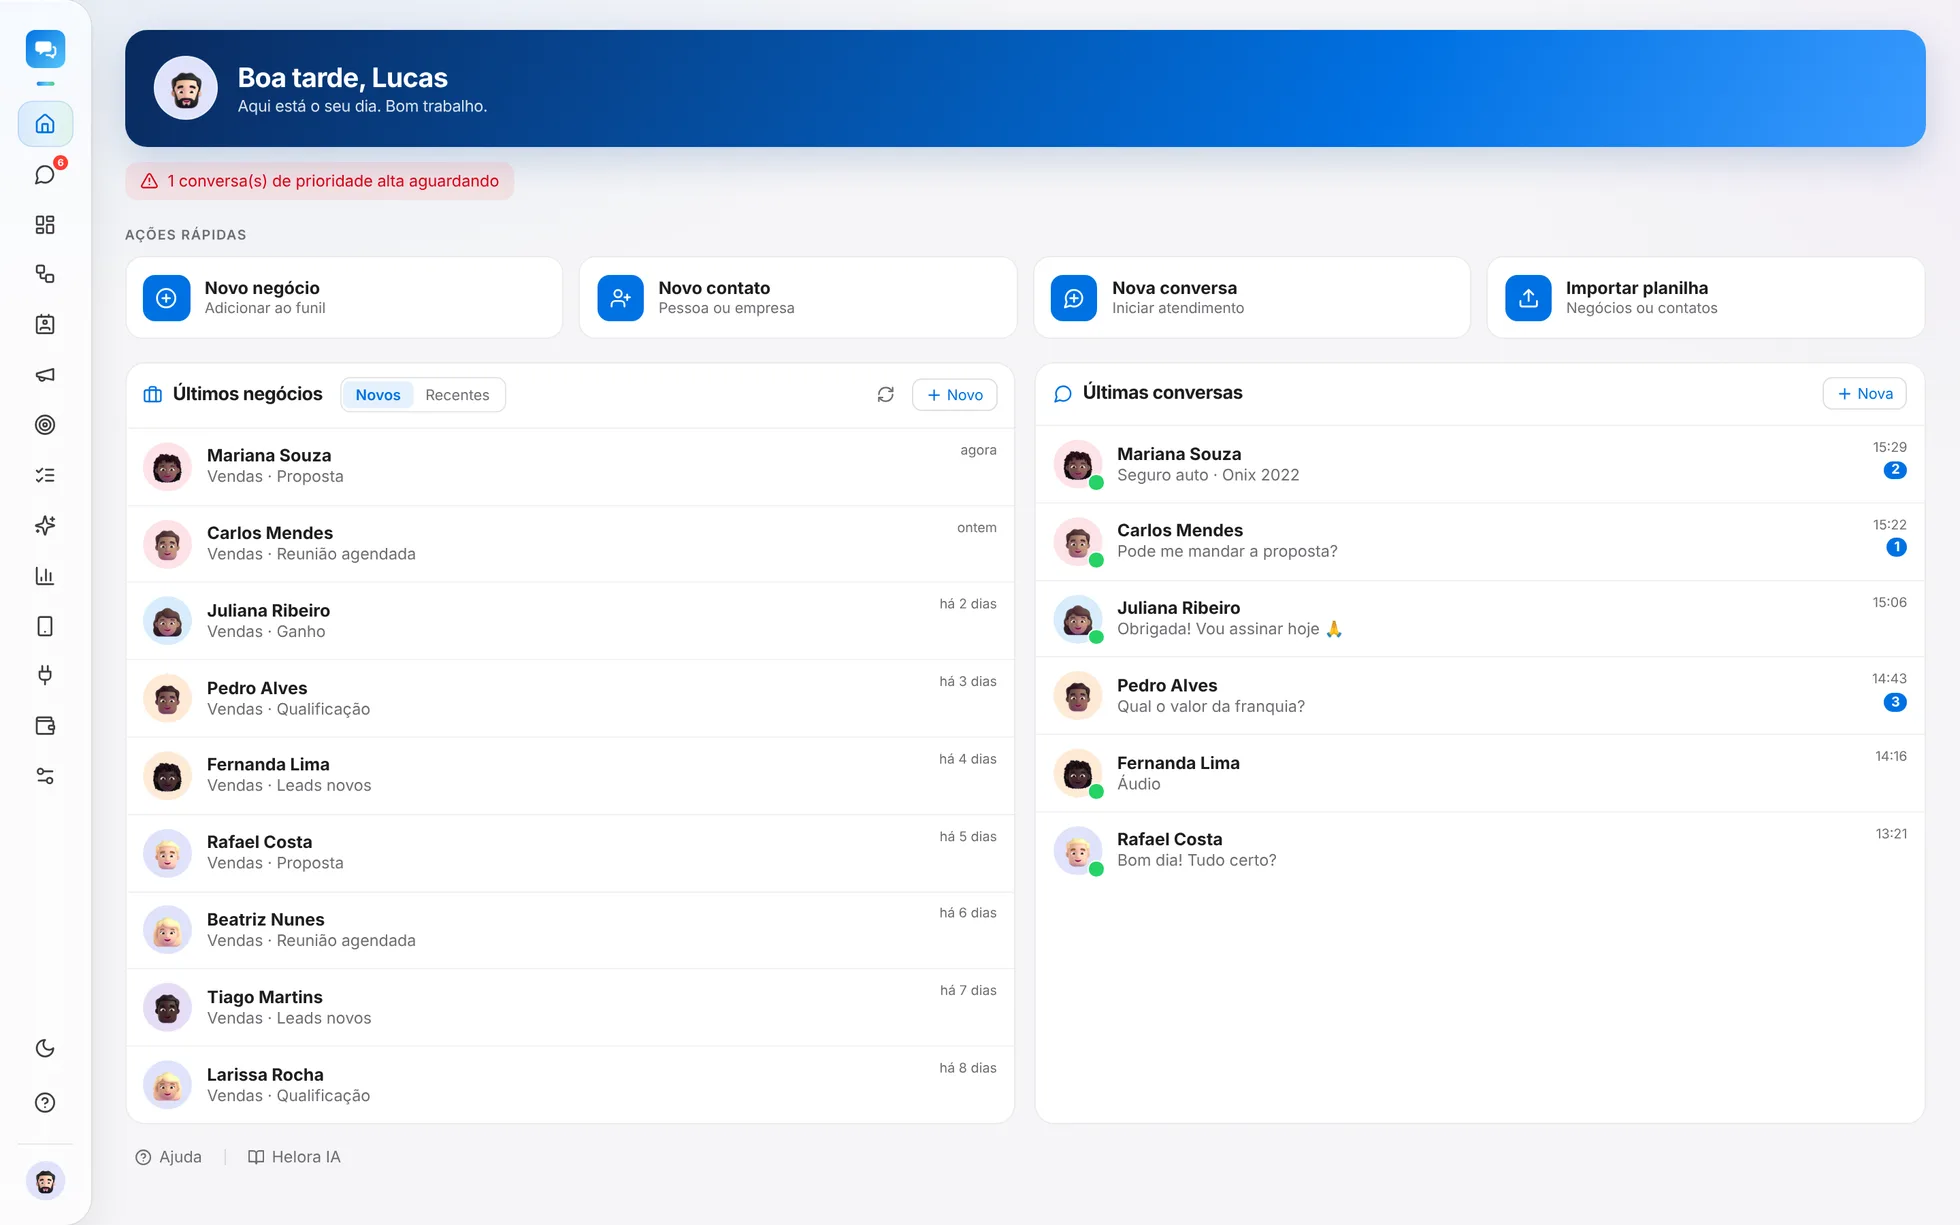 Boa tarde, Lucas
Aqui está o seu dia. Bom trabalho.
6
1 conversa(s) de prioridade alta aguardando
AÇÕES RÁPIDAS
Novo negócio
Adicionar ao funil
Novo contato
Pessoa ou empresa
Nova conversa
Iniciar atendimento
Importar planilha
Negócios ou contatos
Últimos negócios
Novos
Recentes
Novo
Mariana Souza
agora
Vendas · Proposta
Carlos Mendes
ontem
Vendas · Reunião agendada
Juliana Ribeiro
há 2 dias
Vendas · Ganho
Pedro Alves
há 3 dias
Vendas · Qualificação
Fernanda Lima
há 4 dias
Vendas · Leads novos
Rafael Costa
há 5 dias
Vendas · Proposta
Beatriz Nunes
há 6 dias
Vendas · Reunião agendada
Tiago Martins
há 7 dias
Vendas · Leads novos
Larissa Rocha
há 8 dias
Vendas · Qualificação
Últimas conversas
Nova
Mariana Souza
15:29
Seguro auto · Onix 2022
2
Carlos Mendes
15:22
Pode me mandar a proposta?
1
Juliana Ribeiro
15:06
Obrigada! Vou assinar hoje 🙏
Pedro Alves
14:43
Qual o valor da franquia?
3
Fernanda Lima
14:16
Áudio
Rafael Costa
13:21
Bom dia! Tudo certo?
Ajuda
Helora IA